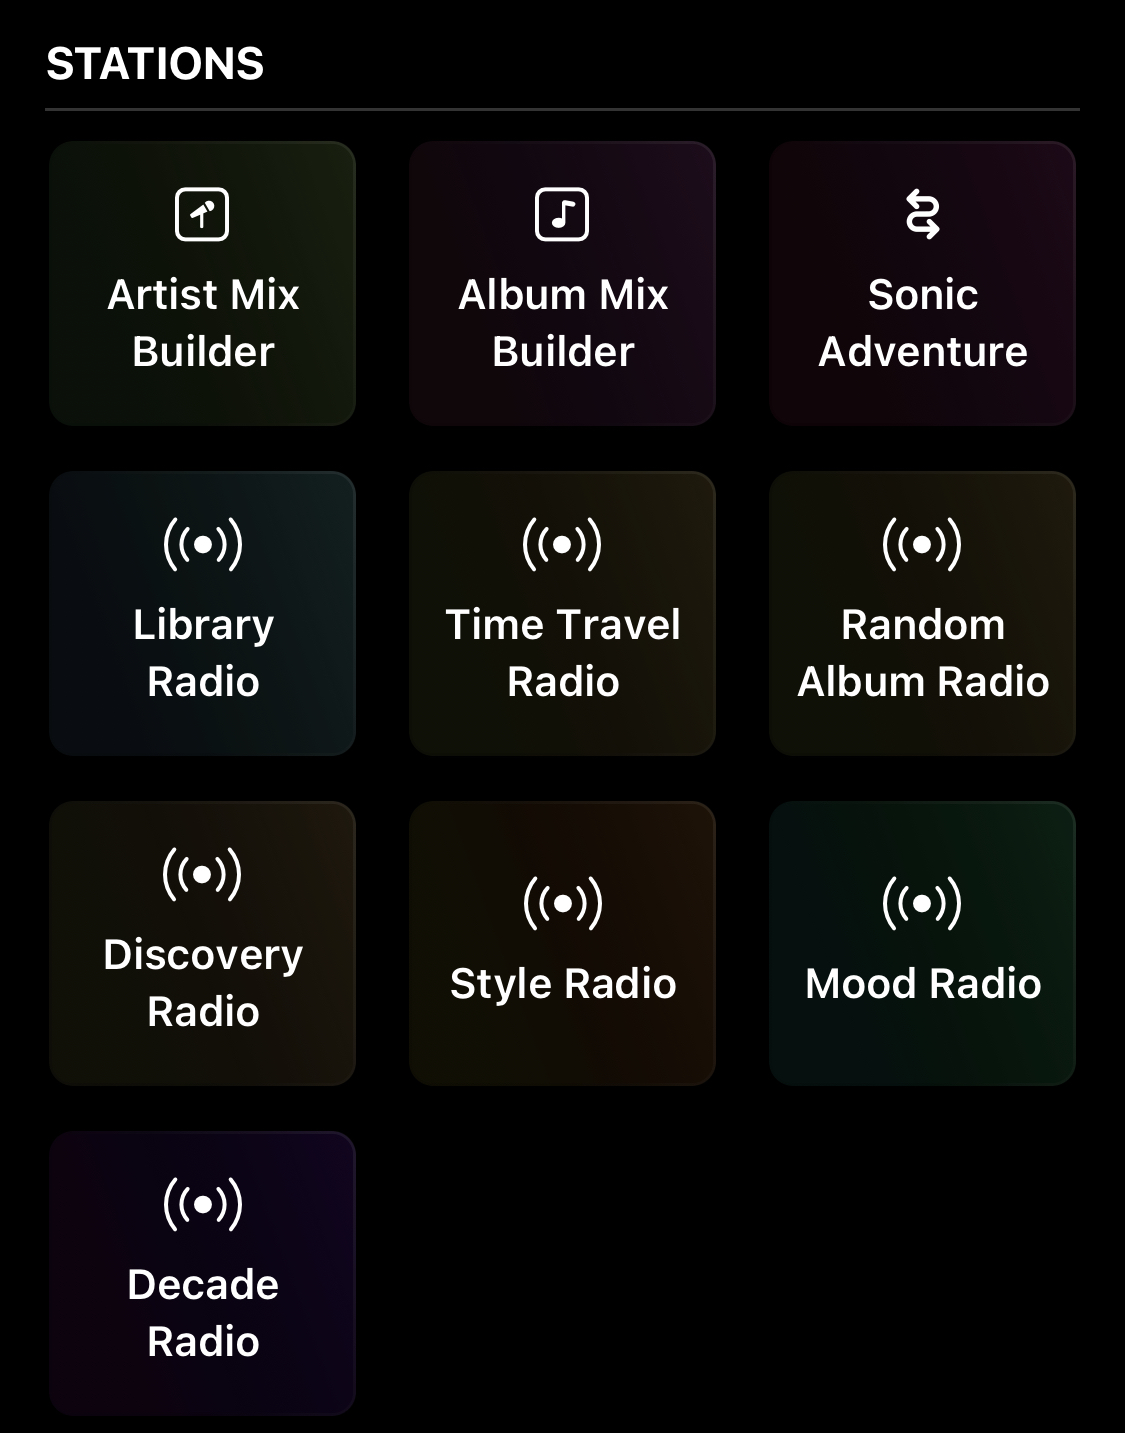 STATIONS
Artist Mix
Builder
Album Mix
Builder
Sonic
Adventure
Library
Radio
Time Travel
Radio
Random
Album Radio
Discovery
Radio
Style Radio
Mood Radio
Decade
Radio